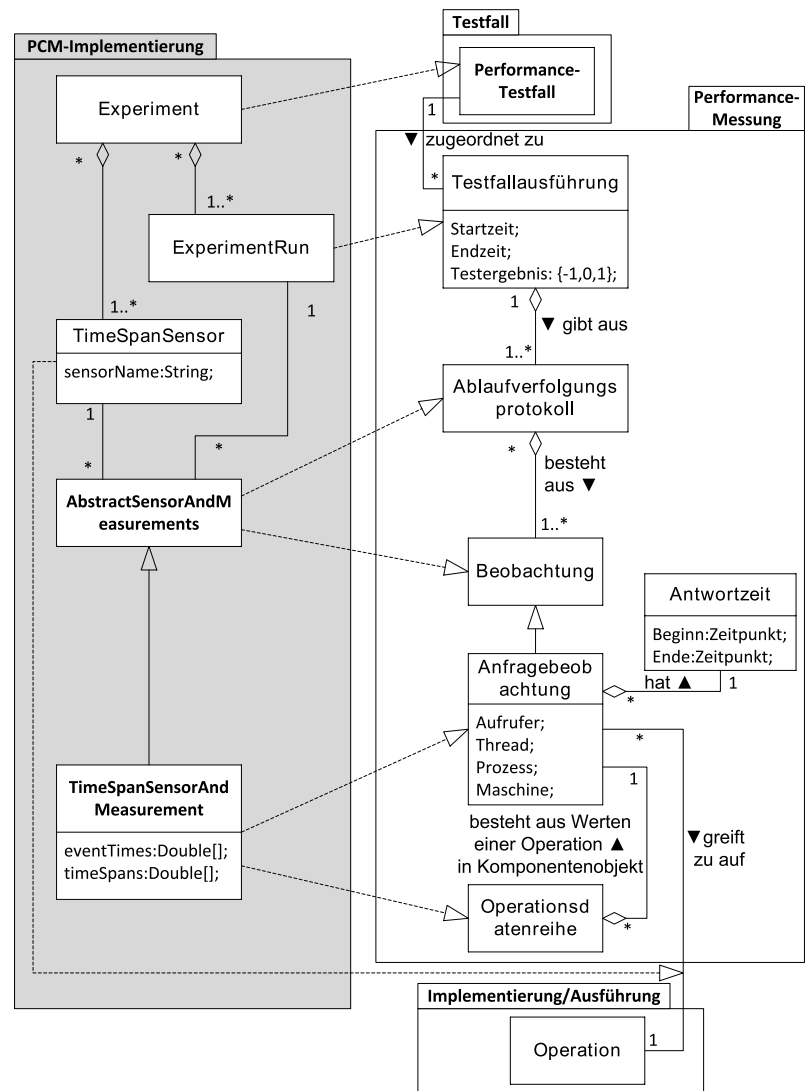 Testfall
PCM-Implementierung
Performance-
Testfall
Experiment
Performance-
Messung
1
▼ zugeordnet zu
*
*
*
Testfallausführung
1..*
ExperimentRun
Startzeit;
Endzeit;
Testergebnis: {-1,0,1};
1
1
1..*
▼ gibt aus
TimeSpanSensor
1..*
sensorName:String;
Ablaufverfolgungs
protokoll
1
*
*
*
besteht
aus ▼
AbstractSensorAndM
easurements
1..*
Beobachtung
Antwortzeit
Beginn:Zeitpunkt;
Ende:Zeitpunkt;
Anfragebeob
achtung
hat ▲
1
*
Aufrufer;
Thread;
Prozess;
Maschine;
*
1
TimeSpanSensorAnd
Measurement
eventTimes:Double[];
timeSpans:Double[];
besteht aus Werten
einer Operation ▲
in Komponentenobjekt
▼ greift
zu auf
Operationsd
atenreihe
*
Implementierung/Ausführung
Operation
1